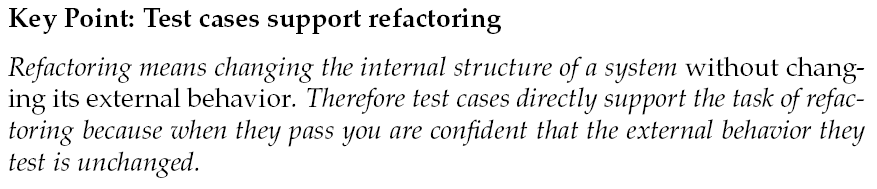 Key Point: Test cases support refactoring
Refactoring means changing the internal structure of a system without chang-
ing its external behavior. Therefore test cases directly support the task of refac-
toring because when they pass you are confident that the external behavior they
test is unchanged.